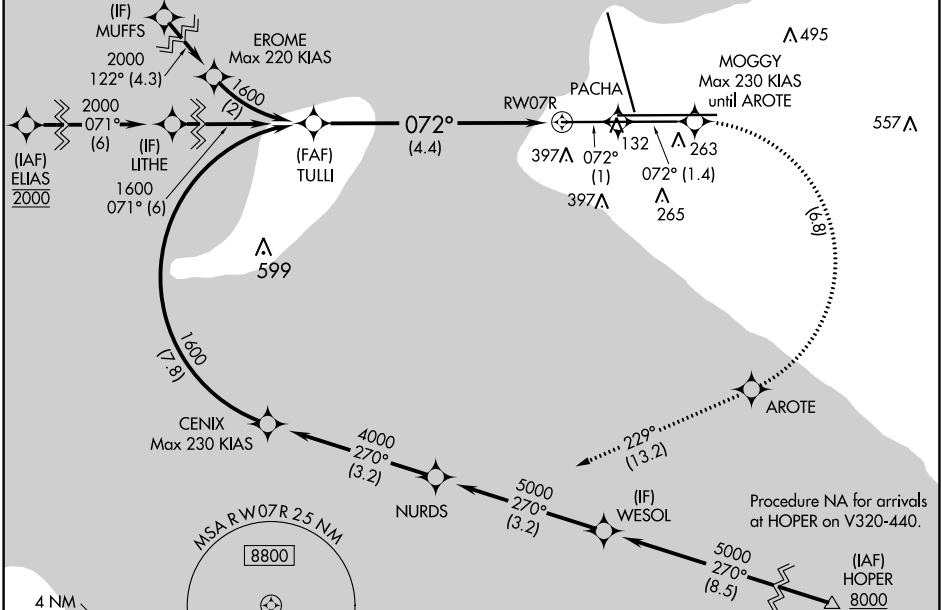 (IF)
MUFFS
2000
122° (4.3)
EROME
Max 220 KIAS
1600
(2)
2000
071°
(6)
(IAF)
ELIAS
2000
(IF)
LITHE
1600
071° (6)
(FAF)
TULLI
072°
(4.4)
RW07R
PACHA
132
072°
(1)
397
397
MOGGY
Max 230 KIAS
until AROTE
495
557
263
072° (1.4)
265
(6.8)
599
1600
(7.8)
CENIX
Max 230 KIAS
4000
270°
(3.2)
NURDS
5000
270°
(3.2)
(IF)
WESOL
AROTE
229°
(13.2)
Procedure NA for arrivals
at HOPER on V320-440.
5000
270°
(8.5)
(IAF)
HOPER
8000
MSA RW07R 25 NM
8800
4 NM